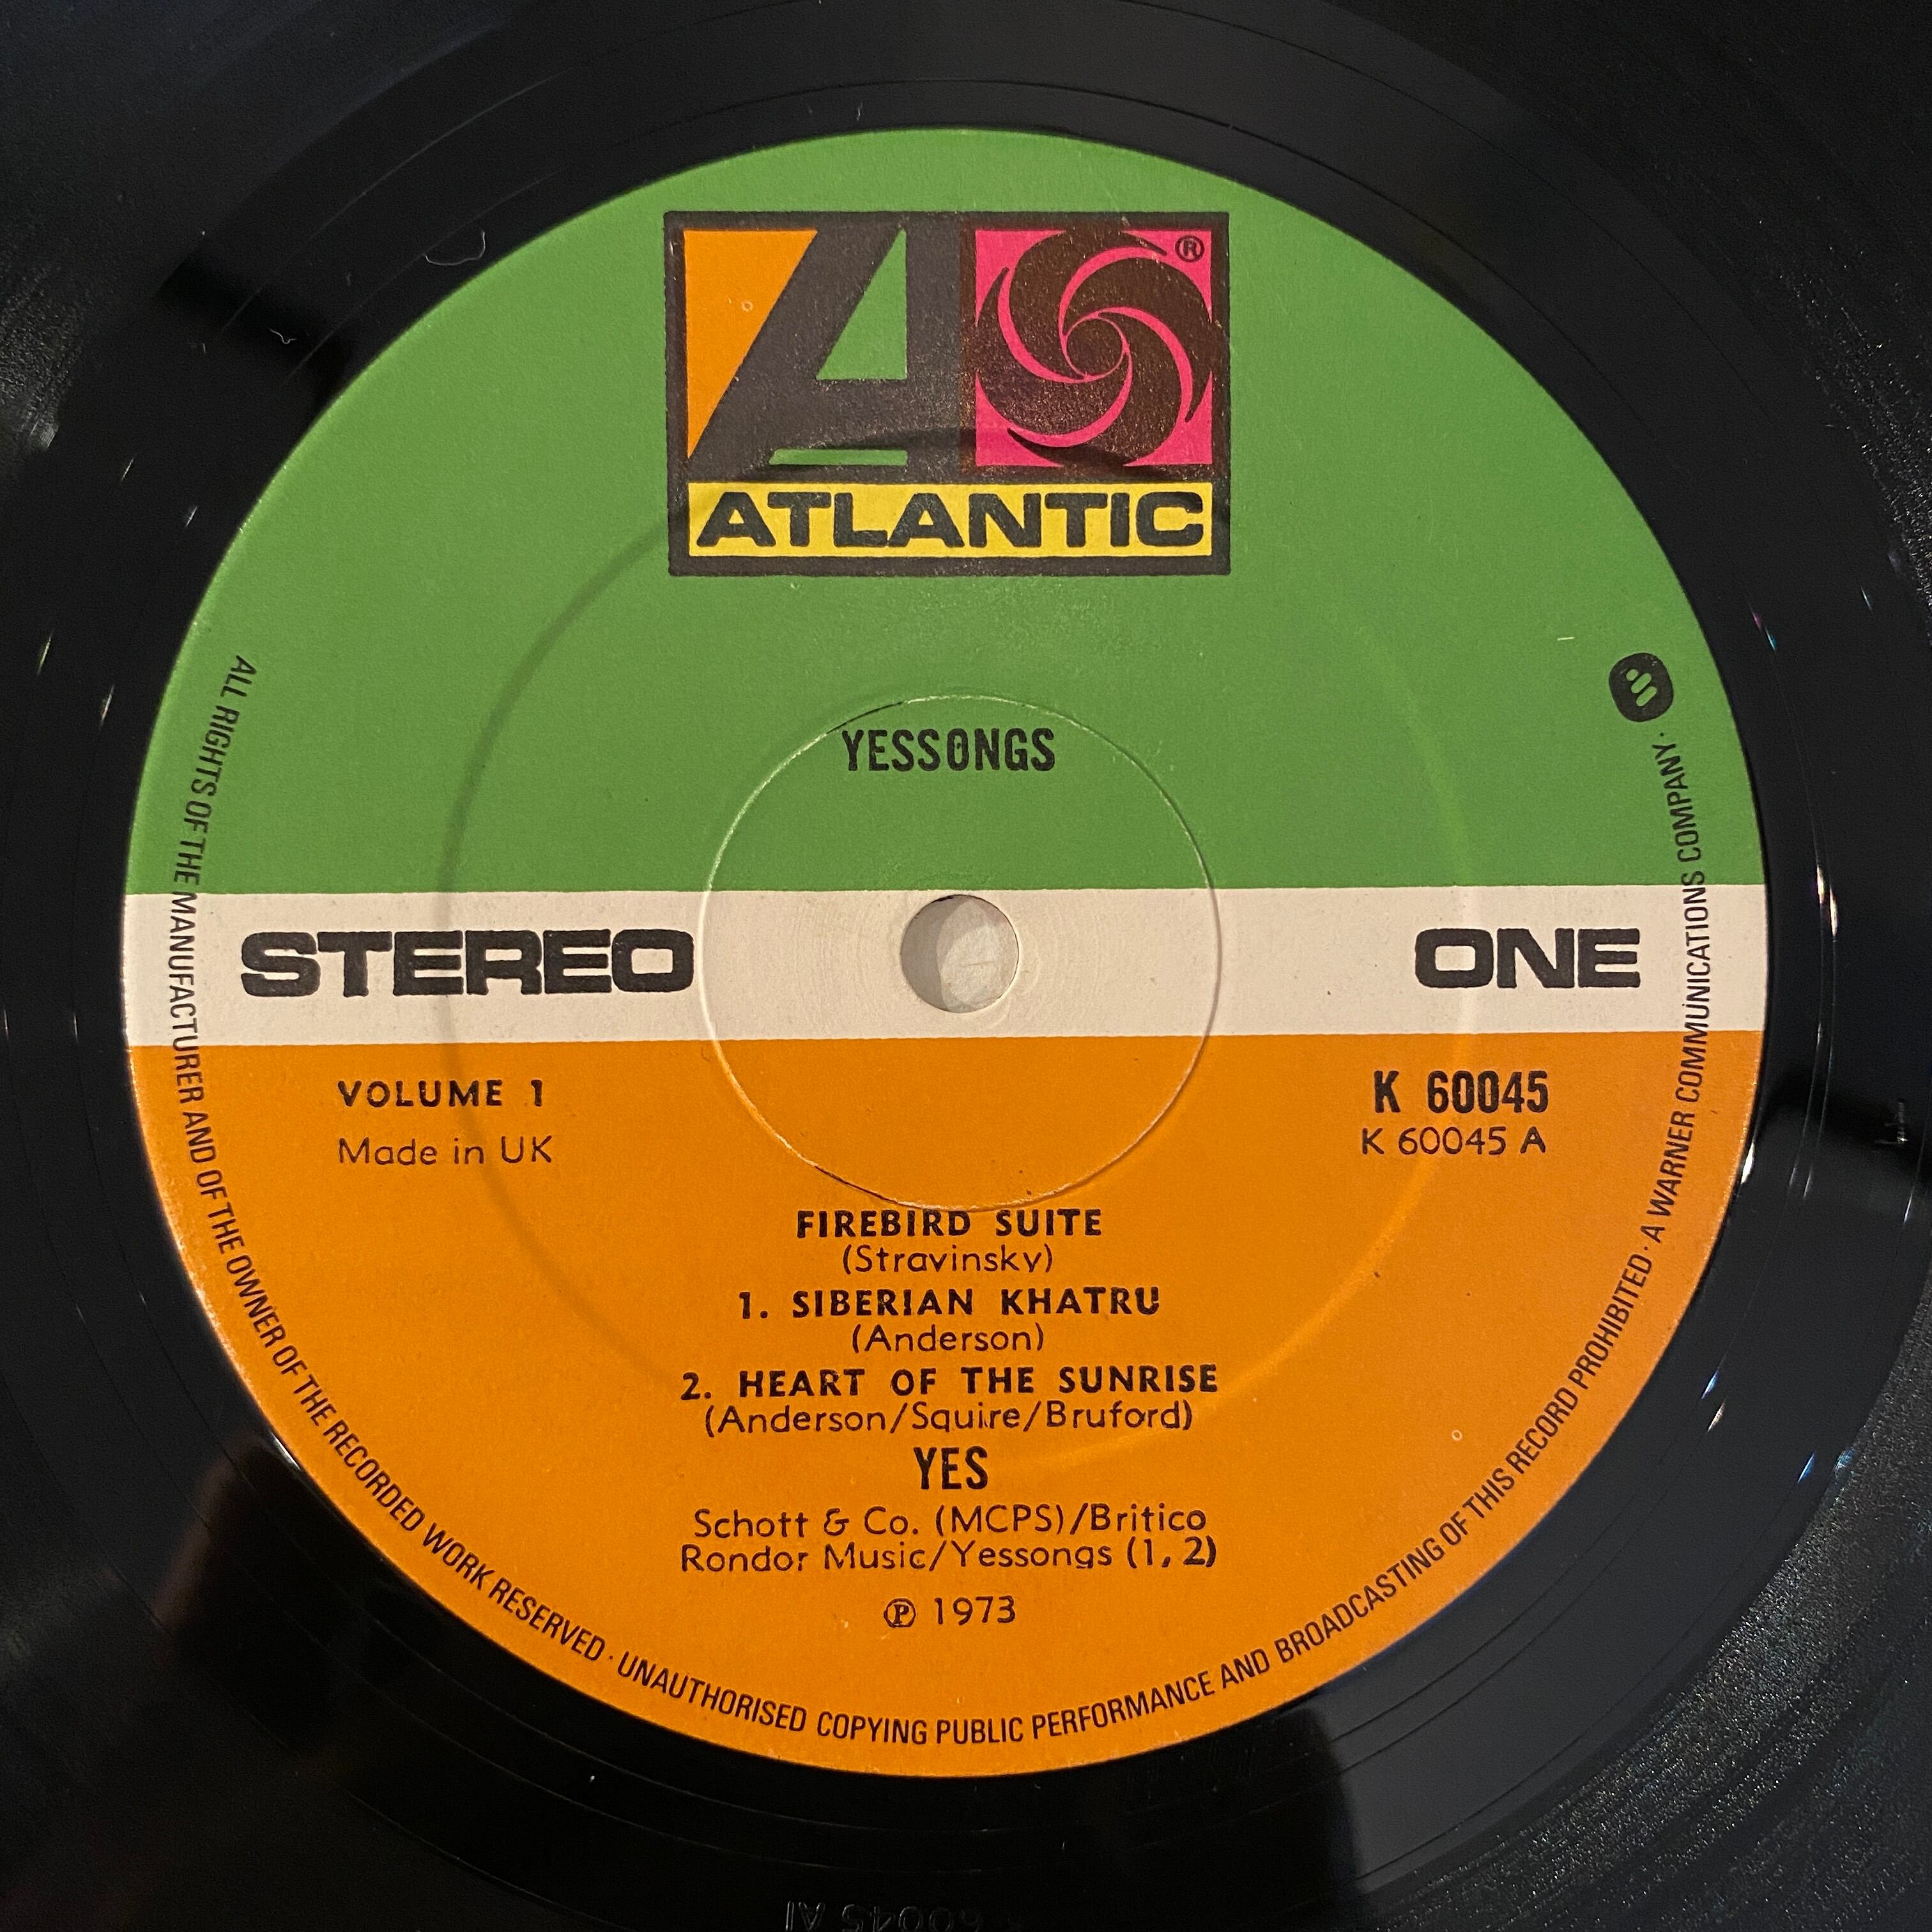 ®
ATLANTIC
YESSONGS
STEREO
ONE
VOLUME 1
Made in UK
K 60045
K 60045 A
FIREBIRD SUITE
(Stravinsky)
1. SIBERIAN KHATRU
(Anderson)
2. HEART OF THE SUNRISE
(Anderson/Squire/Bruford)
YES
Schott & Co. (MCPS)/Britico
Rondor Music/Yessongs (1, 2)
℗ 1973
ALL RIGHTS OF THE MANUFACTURER AND OF THE OWNER OF THE RECORDED WORK RESERVED · UNAUTHORISED COPYING PUBLIC PERFORMANCE AND BROADCASTING OF THIS RECORD PROHIBITED · A WARNER COMMUNICATIONS COMPANY ·